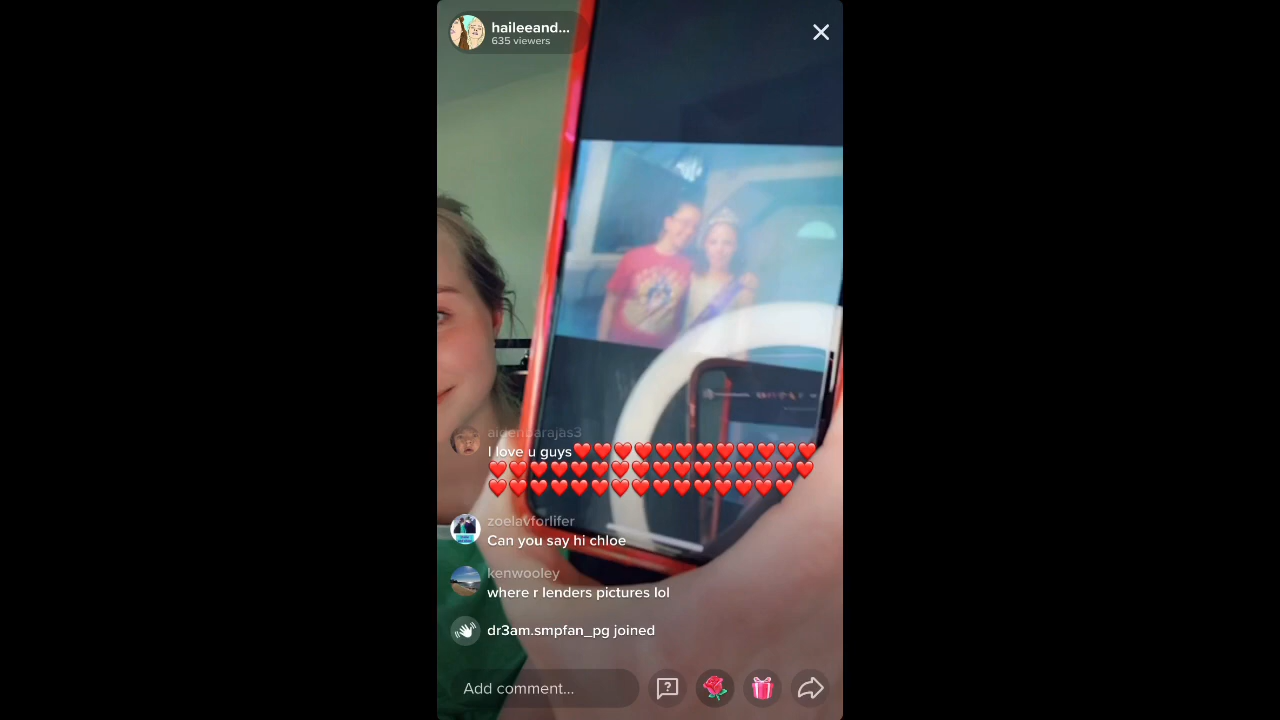 haileeand...
635 viewers
aidenbarajas3
I love u guys❤️❤️❤️❤️❤️❤️❤️❤️❤️❤️❤️❤️
❤️❤️❤️❤️❤️❤️❤️❤️❤️❤️❤️❤️❤️❤️❤️❤️
❤️❤️❤️❤️❤️❤️❤️❤️❤️❤️❤️❤️❤️❤️❤️
zoelavforlifer
Can you say hi chloe
kenwooley
where r lenders pictures lol
dr3am.smpfan_pg joined
Add comment...